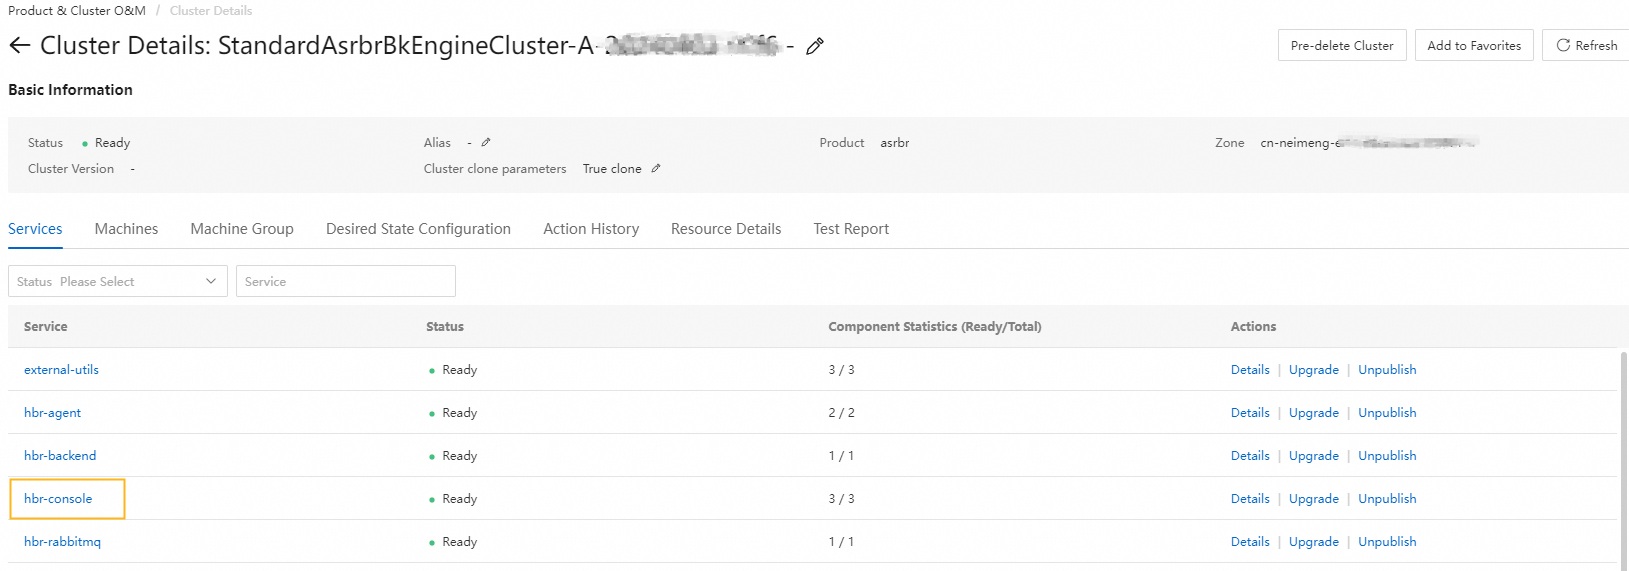 Product & Cluster O&M / Cluster Details
Cluster Details: StandardAsrbrBkEngineCluster-A- -
Pre-delete Cluster Add to Favorites Refresh
Basic Information
Status Ready Alias - Product asrbr Zone cn-neimeng-
Cluster Version - Cluster clone parameters True clone
Services Machines Machine Group Desired State Configuration Action History Resource Details Test Report
Status Please Select Service
Service Status Component Statistics (Ready/Total) Actions
external-utils Ready 3 / 3 Details | Upgrade | Unpublish
hbr-agent Ready 2 / 2 Details | Upgrade | Unpublish
hbr-backend Ready 1 / 1 Details | Upgrade | Unpublish
hbr-console Ready 3 / 3 Details | Upgrade | Unpublish
hbr-rabbitmq Ready 1 / 1 Details | Upgrade | Unpublish